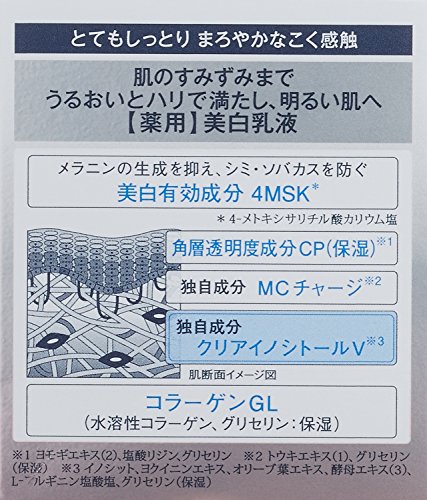 とてもしっとり まろやかなこく感触
肌のすみずみまで
うるおいとハリで満たし、明るい肌へ
【薬用】美白乳液
メラニンの生成を抑え、シミ・ソバカスを防ぐ
美白有効成分 4MSK*
*4-メトキシサリチル酸カリウム塩
角層透明度成分CP(保湿)※1
独自成分 MCチャージ※2
独自成分
クリアイノシトールV※3
肌断面イメージ図
コラーゲンGL
(水溶性コラーゲン、グリセリン:保湿)
※1 ヨモギエキス(2)、塩酸リジン、グリセリン ※2 トウキエキス(1)、グリセリン
(保湿) ※3 イノシット、ヨクイニンエキス、オリーブ葉エキス、酵母エキス(3)、
L-アルギニン塩酸塩、グリセリン(保湿)